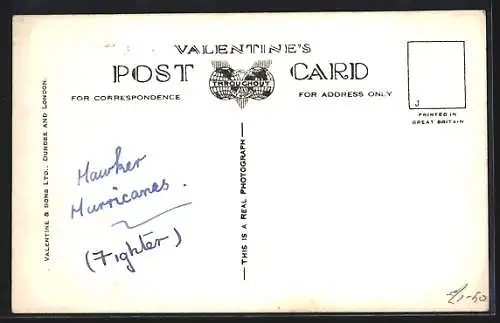 VALENTINE'S
POST CARD
THROUGHOUT
FOR CORRESPONDENCE
FOR ADDRESS ONLY
J
PRINTED IN
GREAT BRITAIN
VALENTINE & SONS LTD., DUNDEE AND LONDON.
Hawker
Hurricanes.
(Fighter)
THIS IS A REAL PHOTOGRAPH